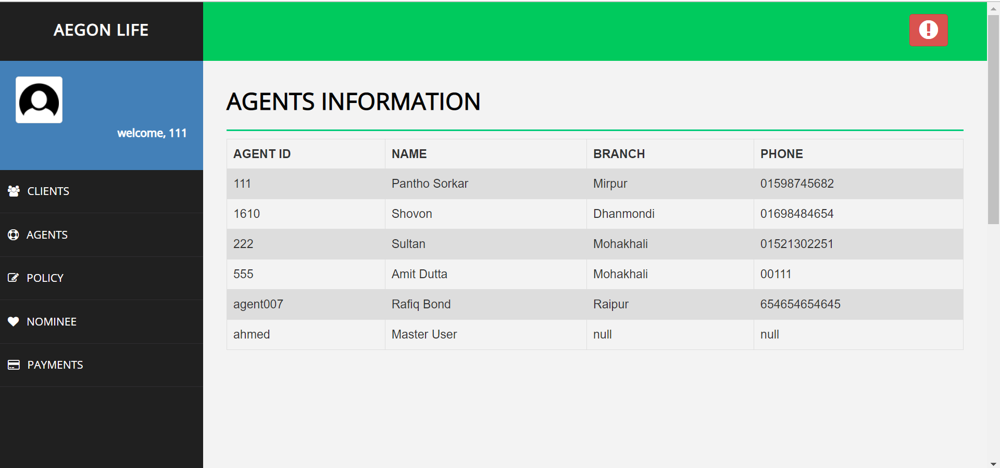 AEGON LIFE
welcome, 111
CLIENTS
AGENTS
POLICY
NOMINEE
PAYMENTS
AGENTS INFORMATION
AGENT ID NAME BRANCH PHONE
111 Pantho Sorkar Mirpur 01598745682
1610 Shovon Dhanmondi 01698484654
222 Sultan Mohakhali 01521302251
555 Amit Dutta Mohakhali 00111
agent007 Rafiq Bond Raipur 654654654645
ahmed Master User null null